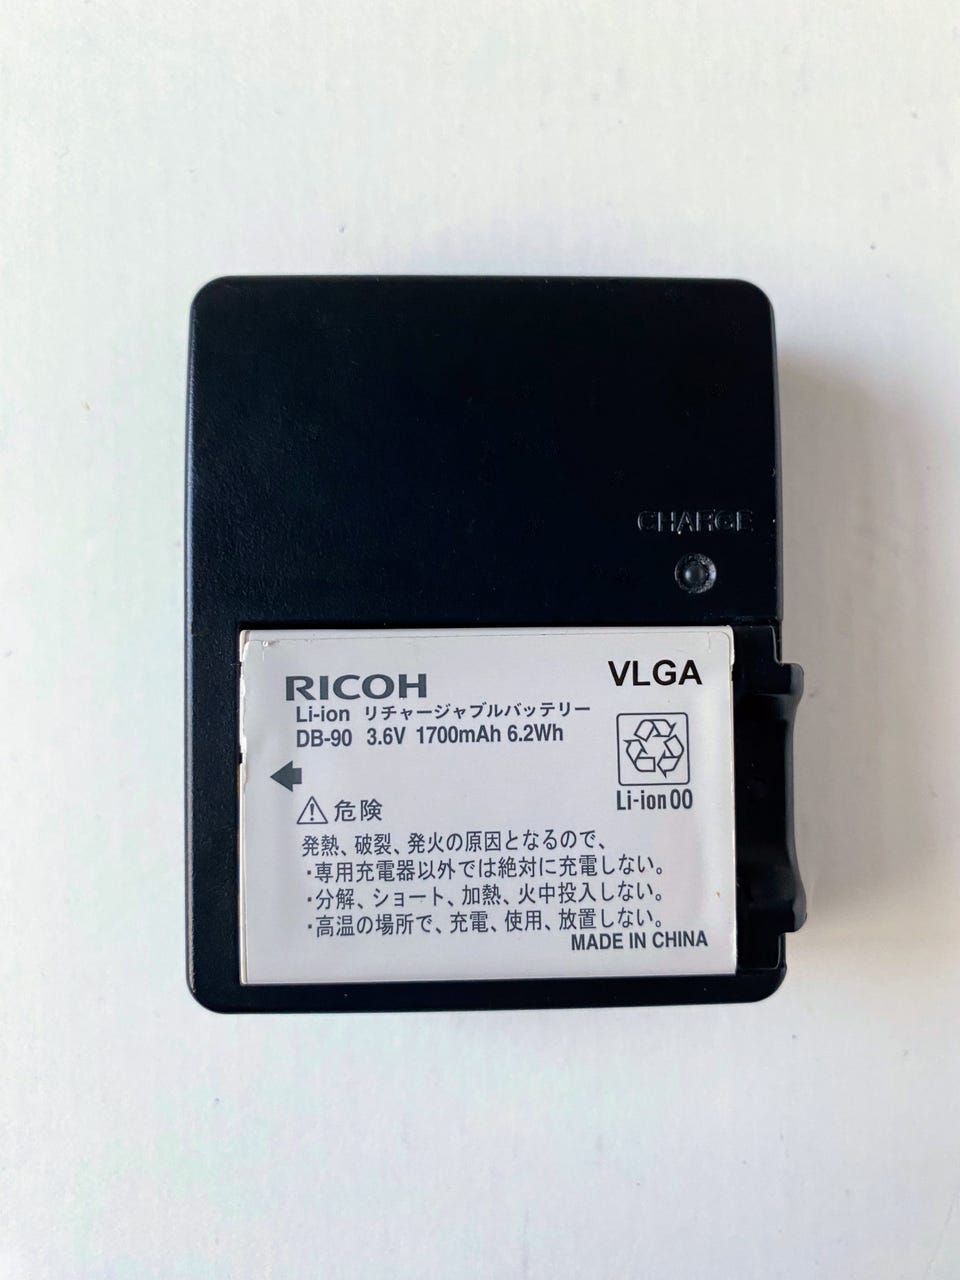 CHARGE
RICOH
VLGA
Li-ion リチャージャブルバッテリー
DB-90 3.6V 1700mAh 6.2Wh
Li-ion 00
⚠危険
発熱、破裂、発火の原因となるので、
・専用充電器以外では絶対に充電しない。
・分解、ショート、加熱、火中投入しない。
・高温の場所で、充電、使用、放置しない。
MADE IN CHINA